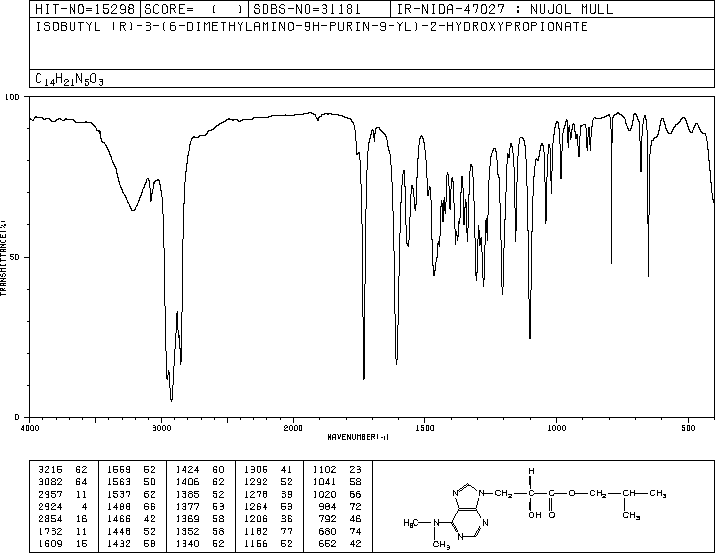 HIT-NO=15298 SCORE= ( ) SDBS-NO=31181 IR-NIDA-47027 : NUJOL MULL
ISOBUTYL (R)-3-(6-DIMETHYLAMINO-9H-PURIN-9-YL)-2-HYDROXYPROPIONATE
C14H21N5O3
100
50
0
TRANSMITTANCE(%)
4000 3000 2000 1500 1000 500
WAVENUMBER(-1)
3215 62 1569 52 1424 60 1306 41 1102 23
3082 64 1563 50 1406 62 1292 52 1041 58
2957 11 1537 62 1385 52 1278 39 1020 66
2924 4 1488 66 1377 53 1264 53 984 72
2854 16 1466 42 1369 58 1206 36 792 46
1732 11 1448 52 1352 58 1182 77 680 74
1609 15 1432 58 1340 52 1156 52 652 42
H
N N CH2 C C O CH2 CH CH3
OH O CH3
H3C N N N
CH3